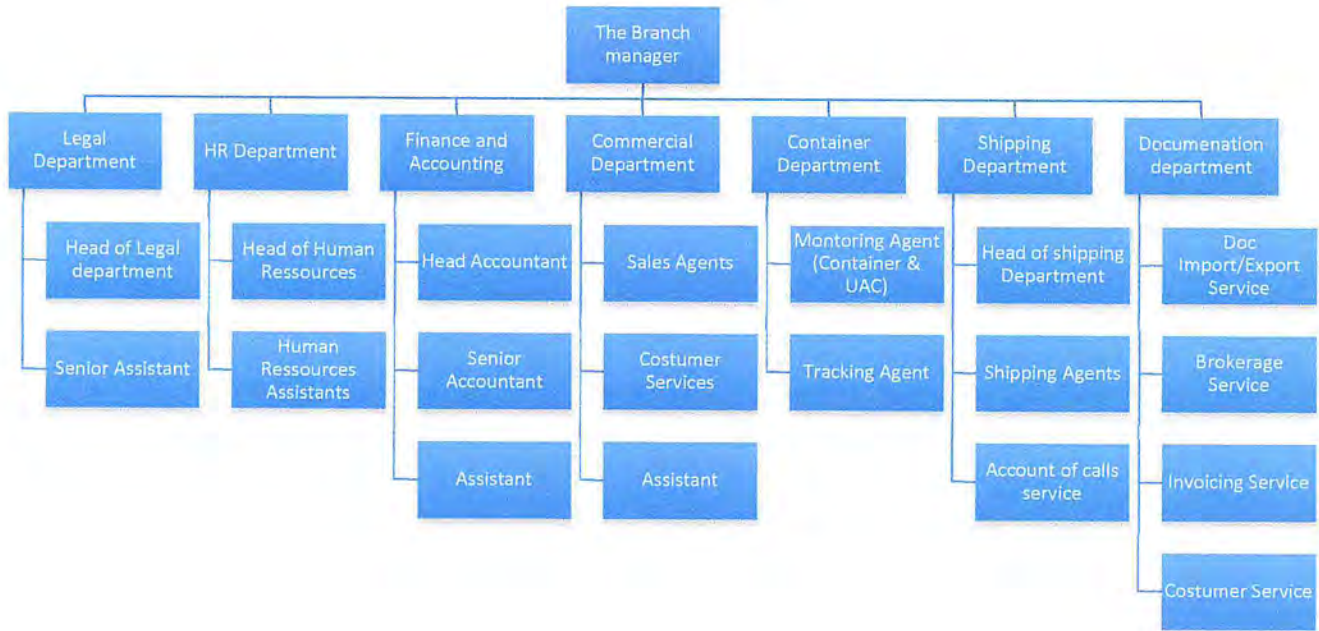 The Branch
manager
Legal
Department
HR Department
Finance and
Accounting
Commercial
Department
Container
Department
Shipping
Department
Documenation
department
Head of Legal
department
Senior Assistant
Head of Human
Ressources
Human
Ressources
Assistants
Head Accountant
Senior
Accountant
Assistant
Sales Agents
Costumer
Services
Assistant
Montoring Agent
(Container &
UAC)
Tracking Agent
Head of shipping
Department
Shipping Agents
Account of calls
service
Doc
Import/Export
Service
Brokerage
Service
Invoicing Service
Costumer Service